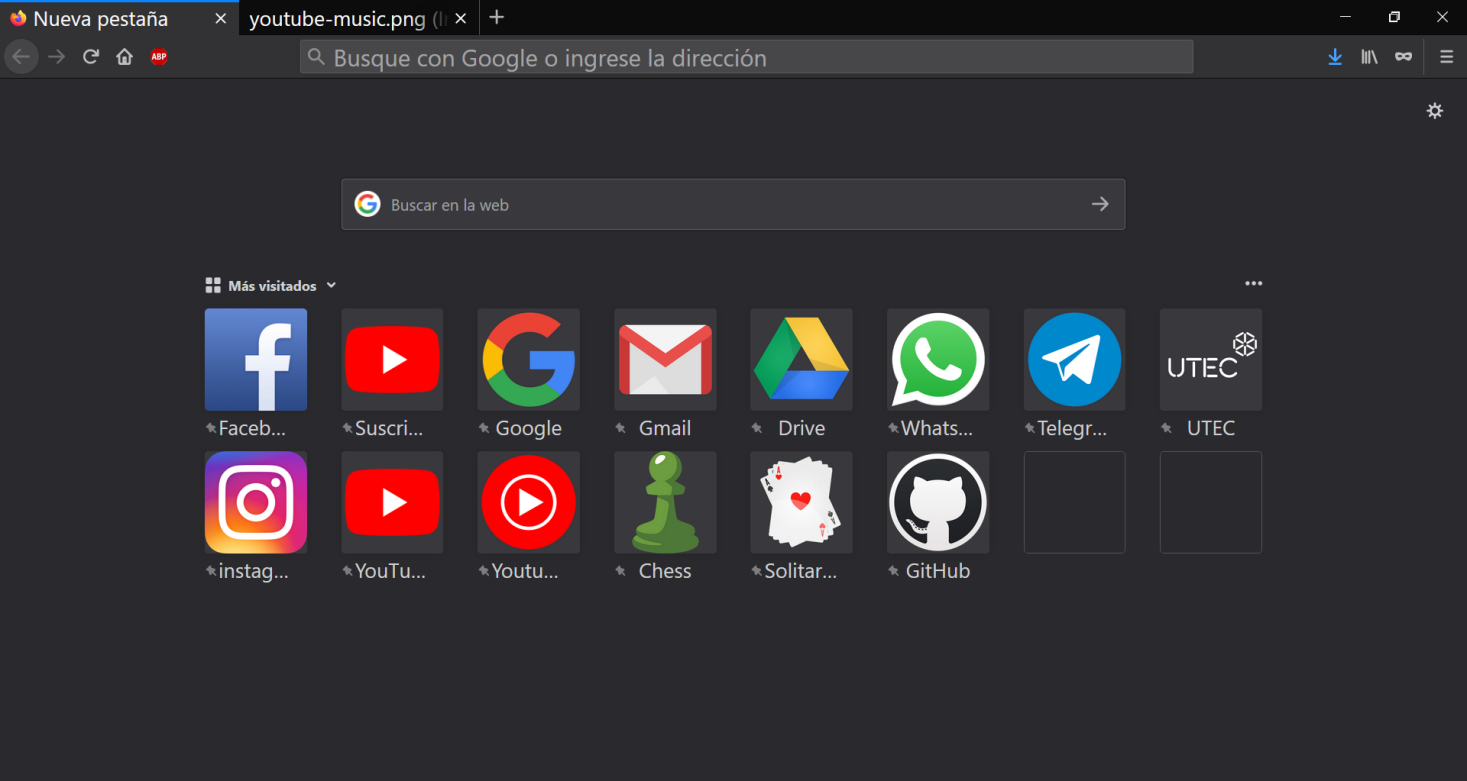 Nueva pestaña
youtube-music.png (I
ABP
Busque con Google o ingrese la dirección
Buscar en la web
Más visitados
Faceb...
Suscri...
Google
Gmail
Drive
Whats...
Telegr...
UTEC
UTEC
instag...
YouTu...
Youtu...
Chess
Solitar...
GitHub